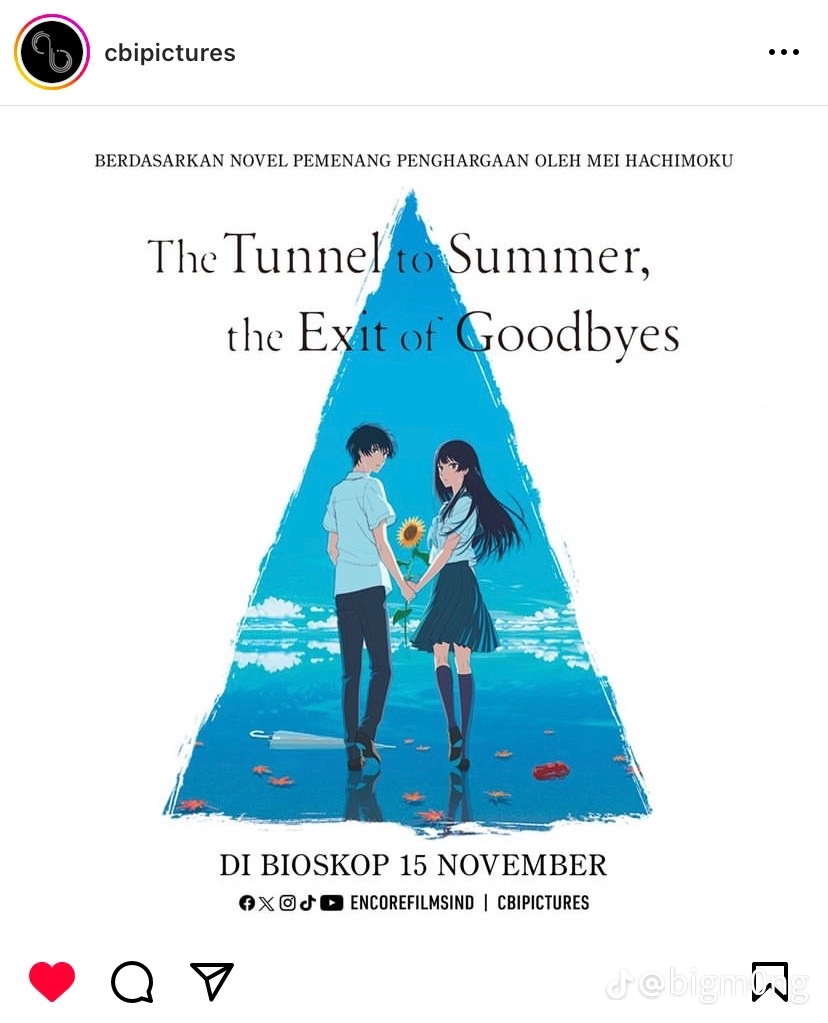 cbipictures
BERDASARKAN NOVEL PEMENANG PENGHARGAAN OLEH MEI HACHIMOKU
The Tunnel to Summer,
the Exit of Goodbyes
DI BIOSKOP 15 NOVEMBER
ENCOREFILMSIND | CBIPICTURES
@bigm0ng